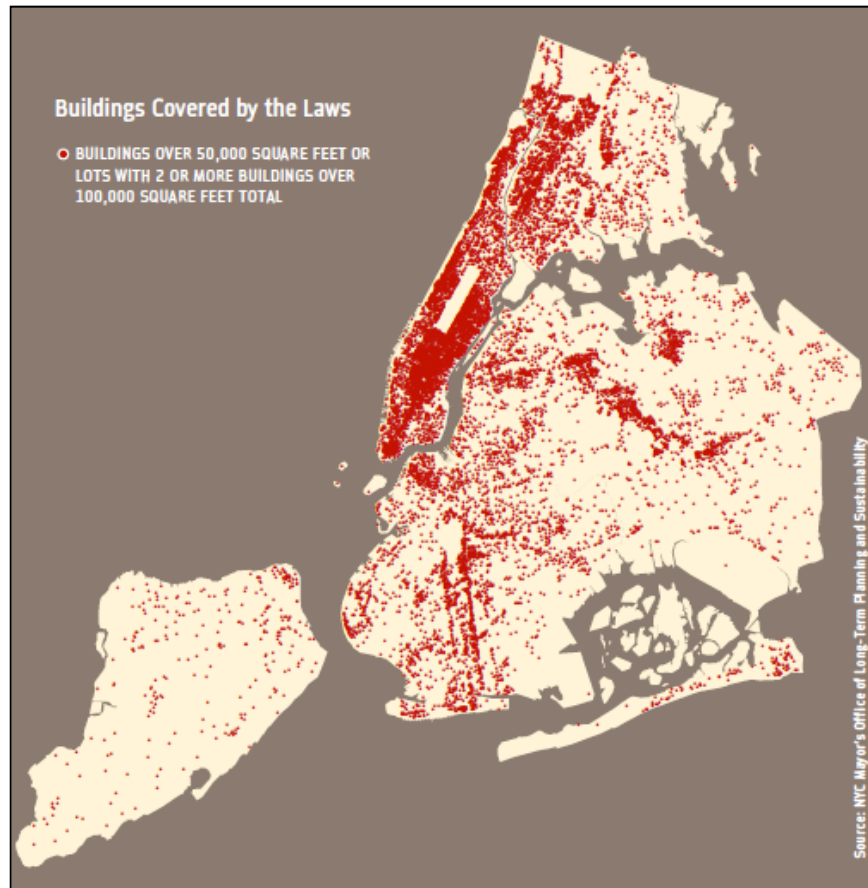 Buildings Covered by the Laws
BUILDINGS OVER 50,000 SQUARE FEET OR
LOTS WITH 2 OR MORE BUILDINGS OVER
100,000 SQUARE FEET TOTAL
Source: NYC Mayor's Office of Long-Term Planning and Sustainability